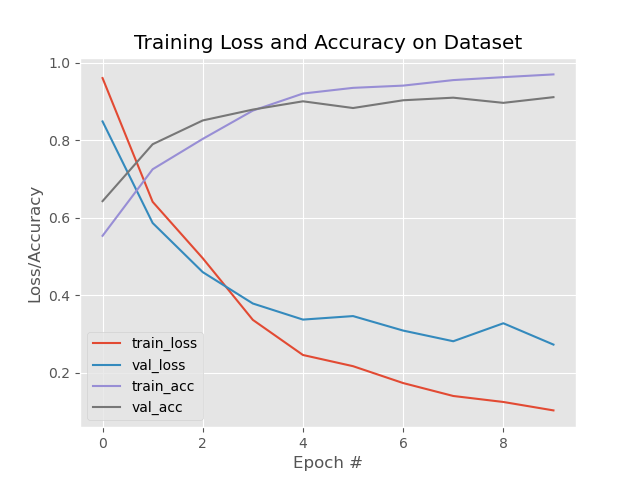 Training Loss and Accuracy on Dataset
1.0
0.8
0.6
0.4
0.2
Loss/Accuracy
train_loss
val_loss
train_acc
val_acc
0 2 4 6 8
Epoch #